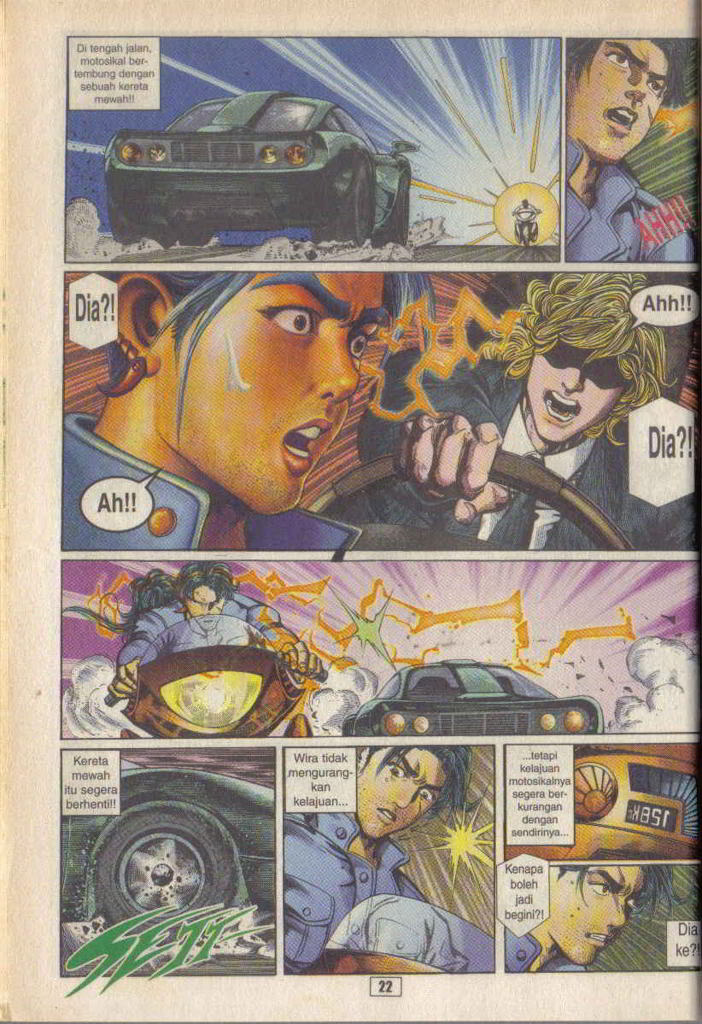 Di tengah jalan,
motosikal ber-
tembung dengan
sebuah kereta
mewah!!
AHH!!
Dia?!
Ahh!!
Dia?!
Ah!!
Kereta
mewah
itu segera
berhenti!!
SETT
Wira tidak
mengurang-
kan
kelajuan...
...tetapi
kelajuan
motosikalnya
segera ber-
kurangan
dengan
sendirinya...
Kenapa
boleh
jadi
begini?!
Dia
ke?!
22